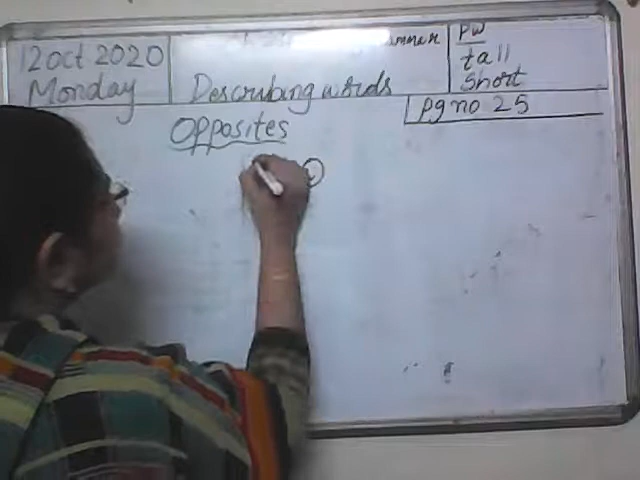 12 Oct 2020
Monday
Describing words
PW
tall
Short
Pg no 25
Opposites